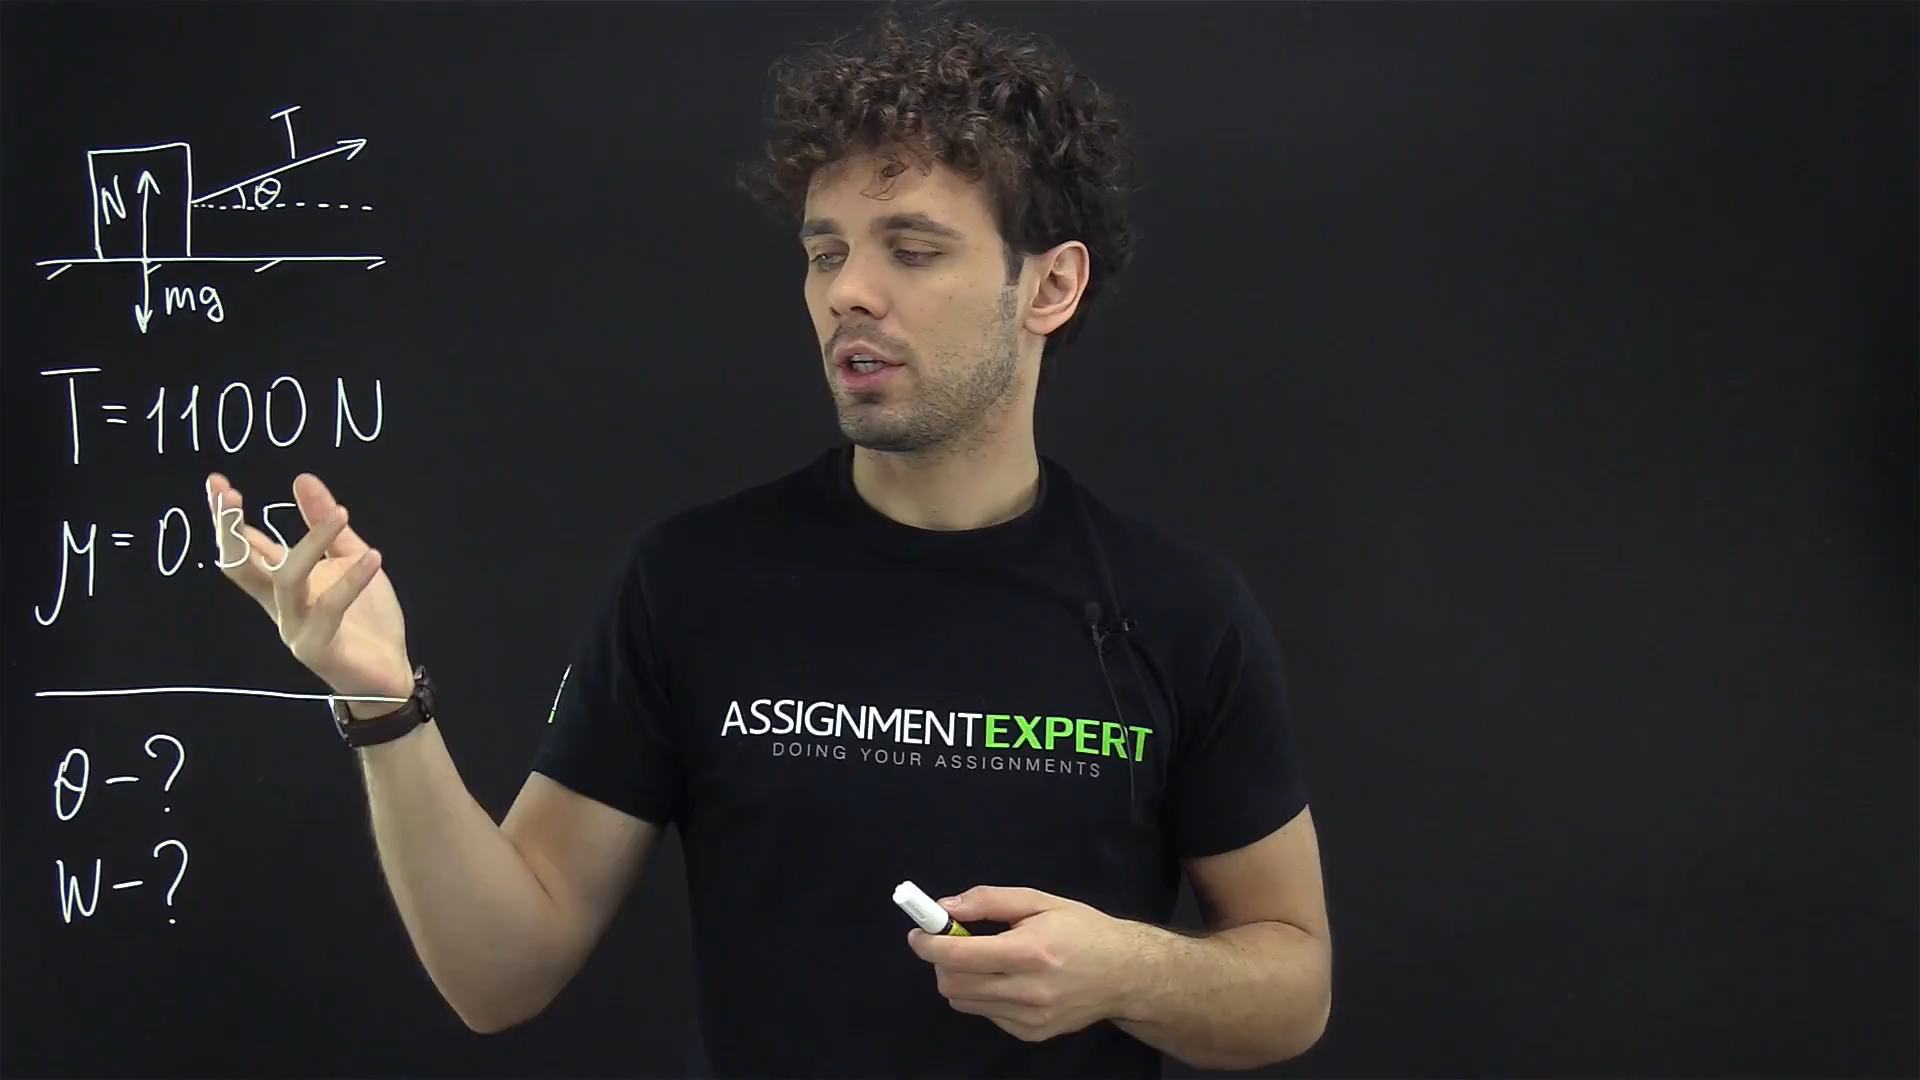 T
N
θ
mg
T=1100 N
μ=0.35
θ-?
W-?
ASSIGNMENTEXPERT
DOING YOUR ASSIGNMENTS